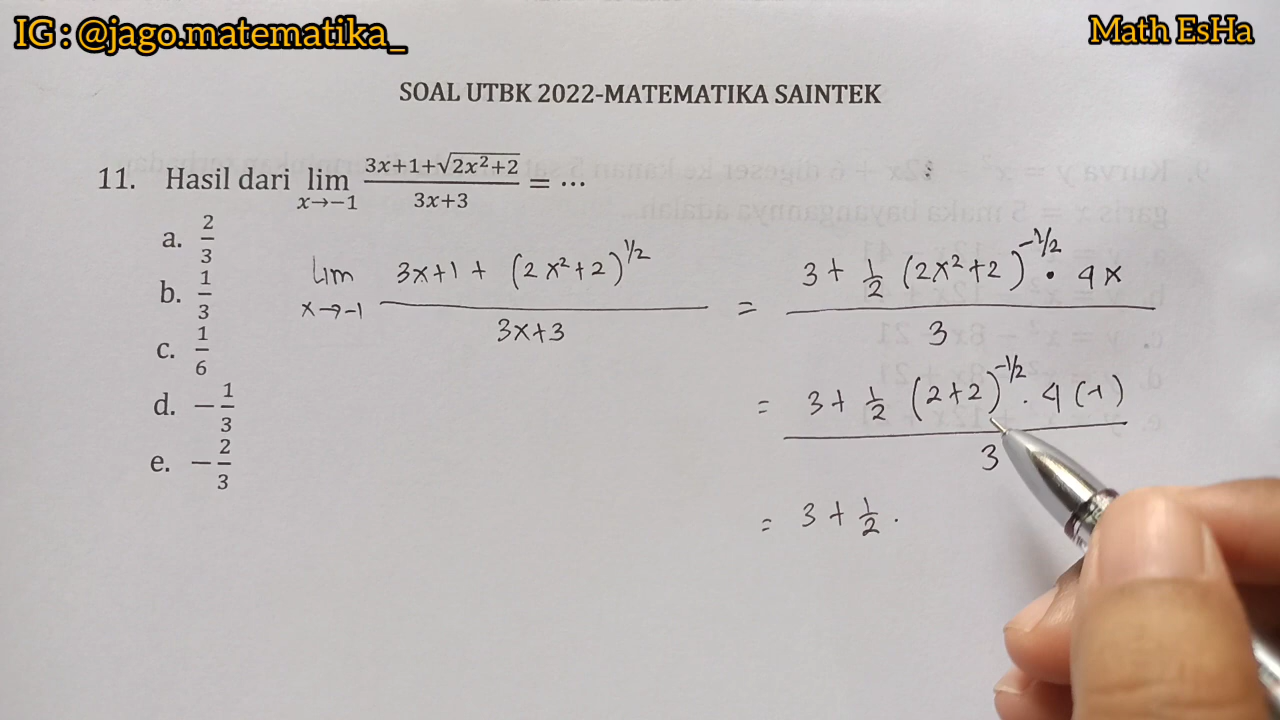 IG : @jago.matematika_
Math EsHa
SOAL UTBK 2022-MATEMATIKA SAINTEK
11. Hasil dari lim x→−1 (3x+1+√(2x²+2))/(3x+3) = ...
a. 2/3
b. 1/3
c. 1/6
d. −1/3
e. −2/3
lim x→-1 (3x+1 + (2x²+2)^1/2)/(3x+3) = (3 + 1/2 (2x²+2)^-1/2 • 4x)/3
= (3 + 1/2 (2+2)^-1/2 . 4(-1))/3
= 3 + 1/2 .